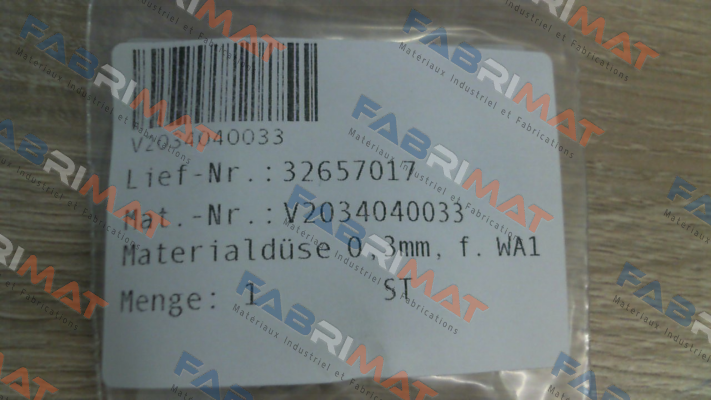 V2034040033
Lief-Nr.: 32657017
Mat.-Nr.: V2034040033
Materialdüse 0,3mm, f. WA1
Menge: 1 ST
FABRIMAT
Materiaux Industriel et Fabrications